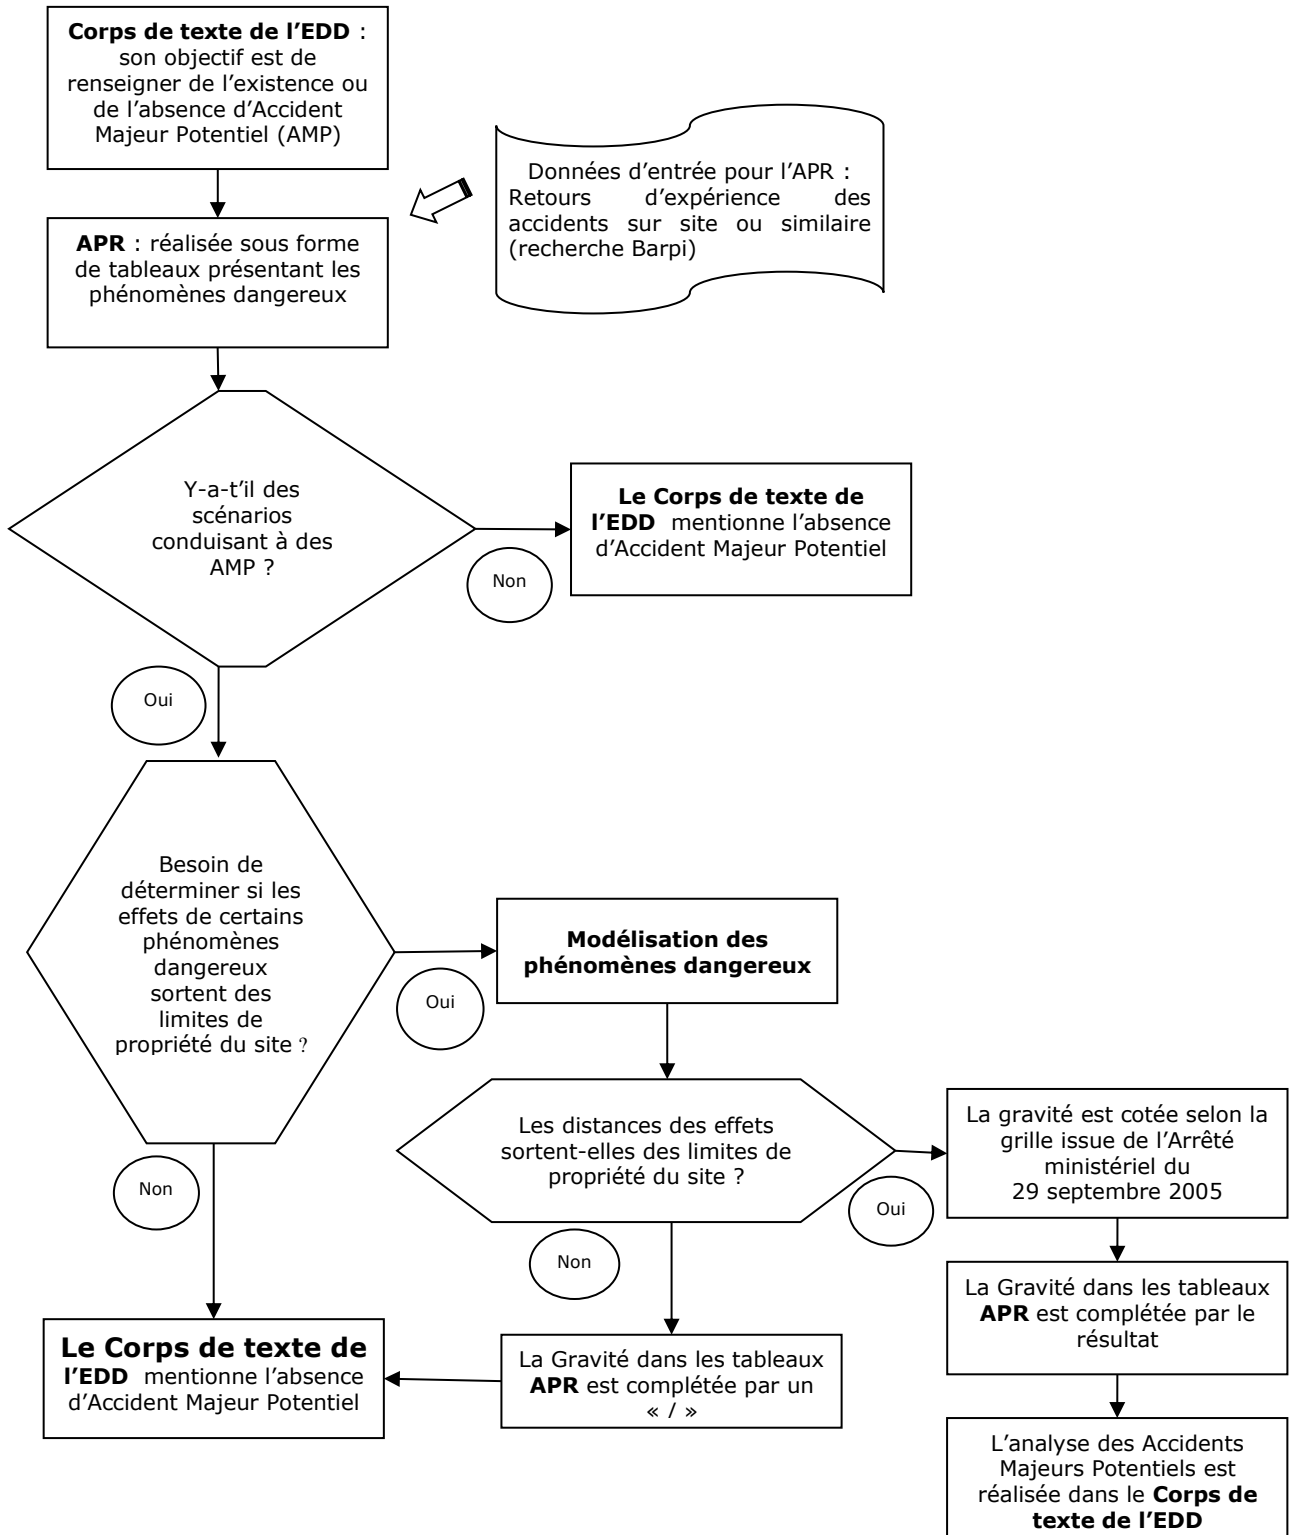 Corps de texte de l’EDD :
son objectif est de
renseigner de l’existence ou
de l’absence d’Accident
Majeur Potentiel (AMP)
Données d’entrée pour l’APR :
Retours d’expérience des
accidents sur site ou similaire
(recherche Barpi)
APR : réalisée sous forme
de tableaux présentant les
phénomènes dangereux
Y-a-t’il des
scénarios
conduisant à des
AMP ?
Non
Le Corps de texte de
l’EDD mentionne l’absence
d’Accident Majeur Potentiel
Oui
Besoin de
déterminer si les
effets de certains
phénomènes
dangereux
sortent des
limites de
propriété du site ?
Oui
Modélisation des
phénomènes dangereux
Non
Les distances des effets
sortent-elles des limites de
propriété du site ?
Oui
Non
La gravité est cotée selon la
grille issue de l’Arrêté
ministériel du
29 septembre 2005
La Gravité dans les tableaux
APR est complétée par le
résultat
Le Corps de texte de
l’EDD mentionne l’absence
d’Accident Majeur Potentiel
La Gravité dans les tableaux
APR est complétée par un
« / »
L’analyse des Accidents
Majeurs Potentiels est
réalisée dans le Corps de
texte de l’EDD